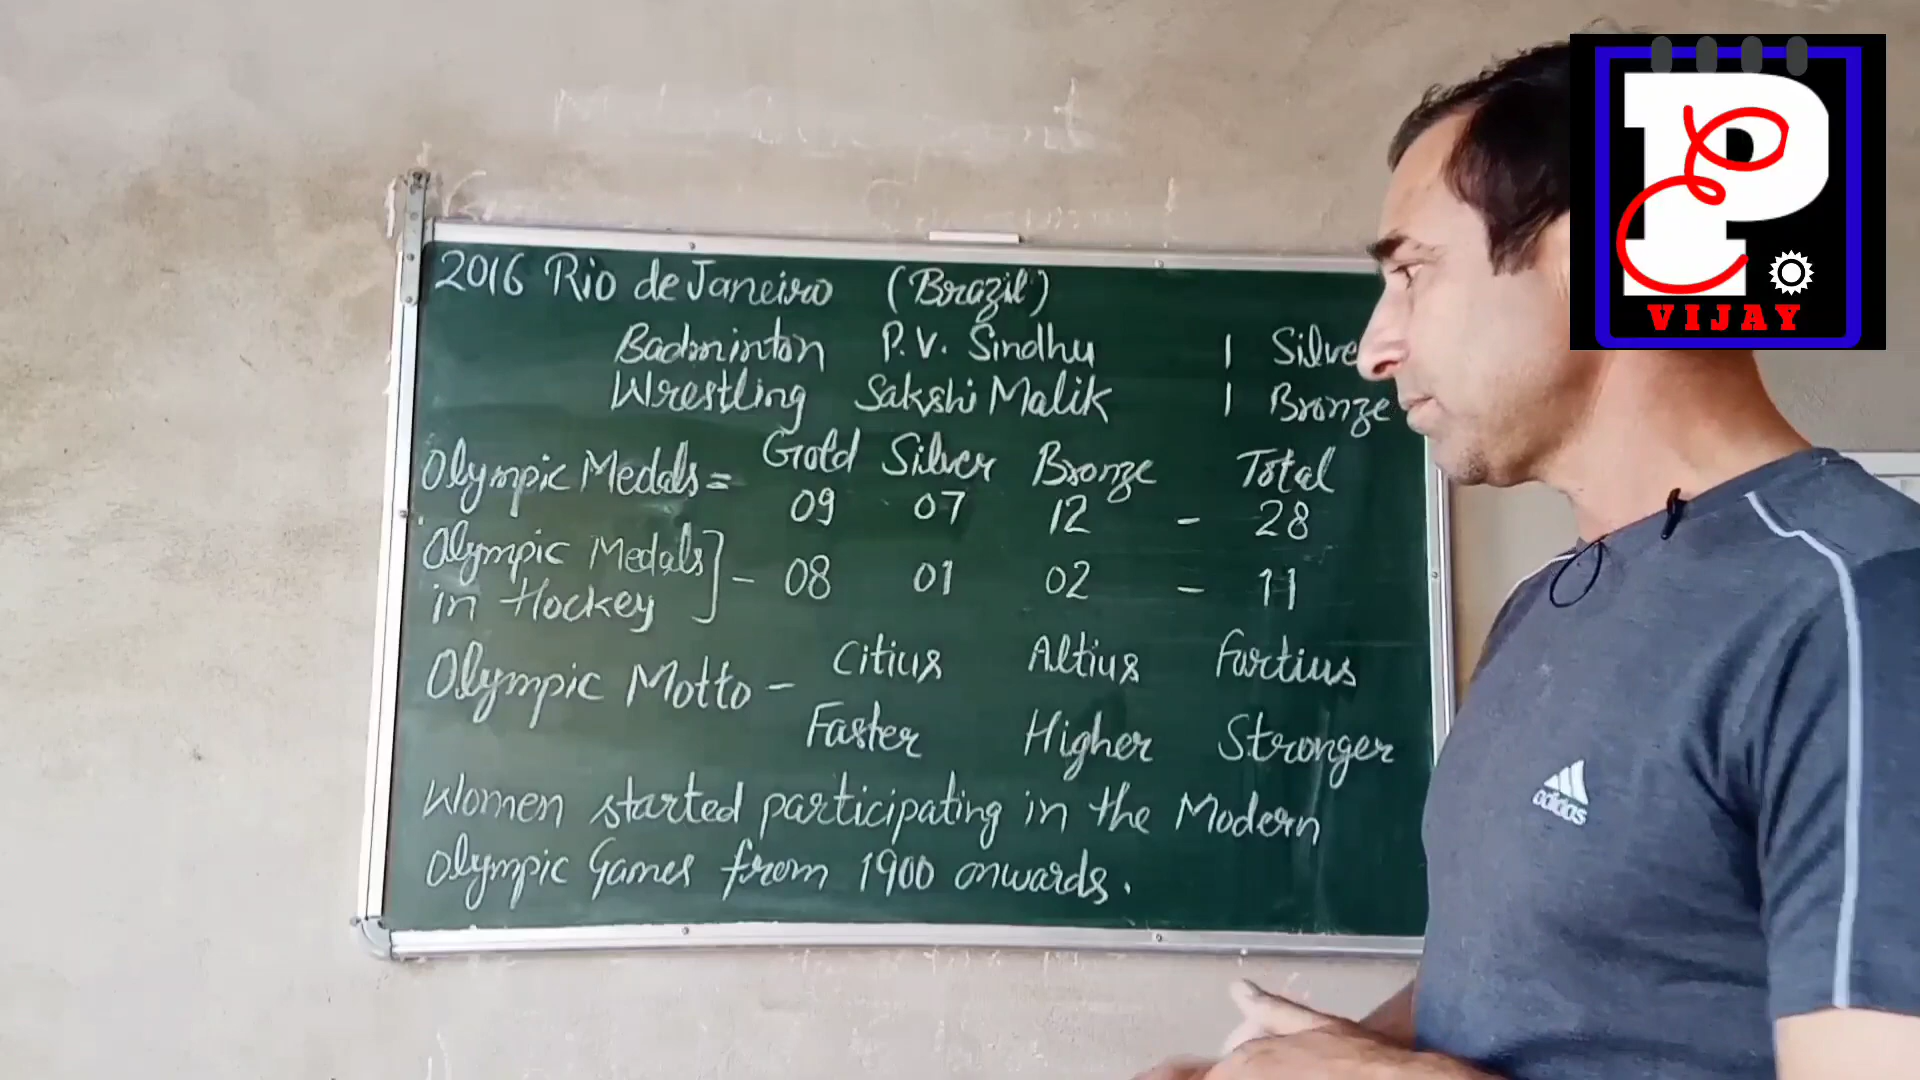 2016 Rio de Janeiro (Brazil)
Badminton P.V. Sindhu 1 Silve
Wrestling Sakshi Malik 1 Bronze
Gold Silver Bronze Total
Olympic Medals = 09 07 12 - 28
Olympic Medals
in Hockey ] - 08 01 02 - 11
Olympic Motto - Citius Altius Fortius
Faster Higher Stronger
Women started participating in the Modern
Olympic Games from 1900 onwards.
PE
VIJAY
adidas